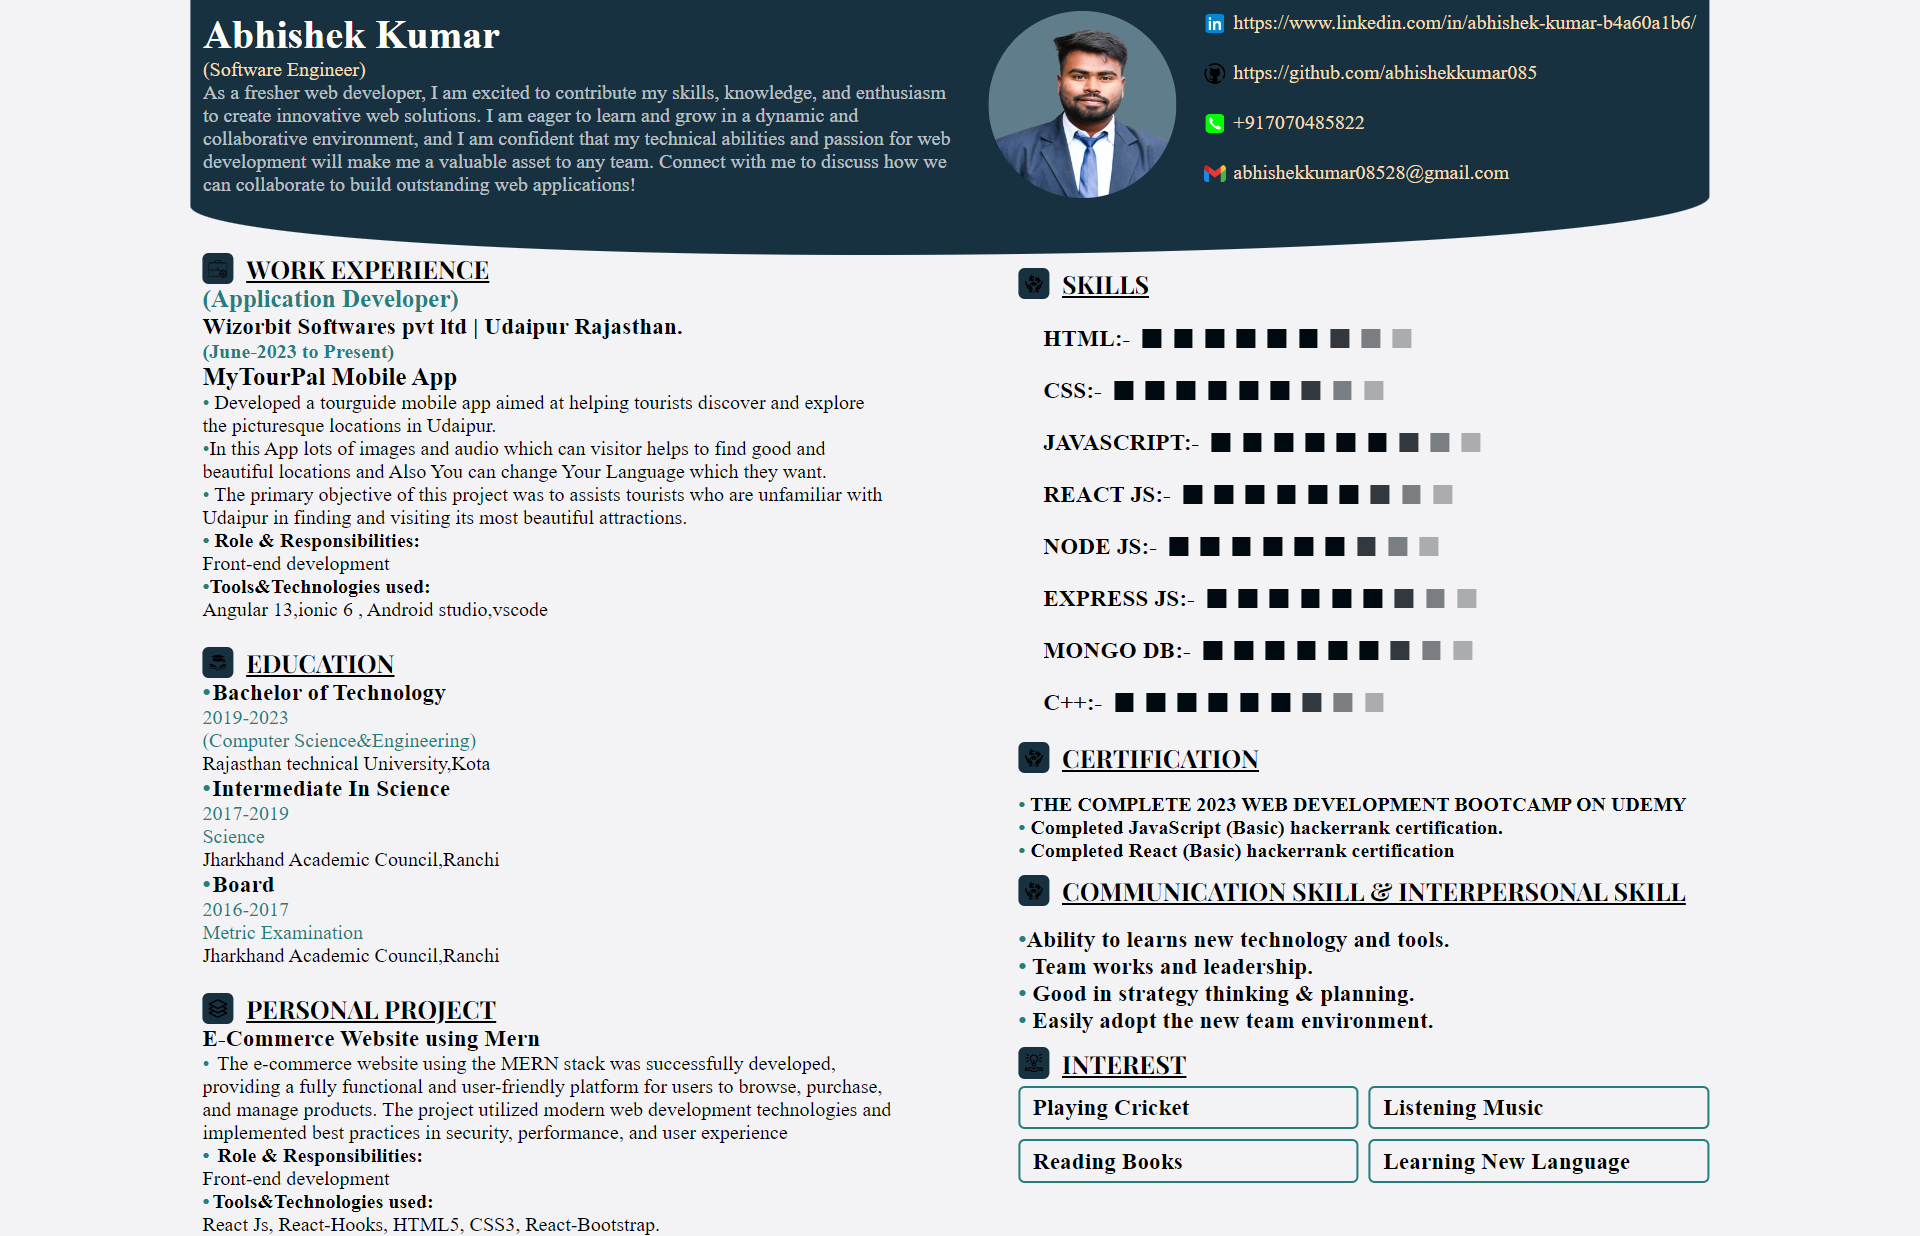 Abhishek Kumar
(Software Engineer)
As a fresher web developer, I am excited to contribute my skills, knowledge, and enthusiasm
to create innovative web solutions. I am eager to learn and grow in a dynamic and
collaborative environment, and I am confident that my technical abilities and passion for web
development will make me a valuable asset to any team. Connect with me to discuss how we
can collaborate to build outstanding web applications!
https://www.linkedin.com/in/abhishek-kumar-b4a60a1b6/
https://github.com/abhishekkumar085
+917070485822
abhishekkumar08528@gmail.com
WORK EXPERIENCE
(Application Developer)
Wizorbit Softwares pvt ltd | Udaipur Rajasthan.
(June-2023 to Present)
MyTourPal Mobile App
• Developed a tourguide mobile app aimed at helping tourists discover and explore
the picturesque locations in Udaipur.
•In this App lots of images and audio which can visitor helps to find good and
beautiful locations and Also You can change Your Language which they want.
• The primary objective of this project was to assists tourists who are unfamiliar with
Udaipur in finding and visiting its most beautiful attractions.
• Role & Responsibilities:
Front-end development
•Tools&Technologies used:
Angular 13,ionic 6 , Android studio,vscode
EDUCATION
•Bachelor of Technology
2019-2023
(Computer Science&Engineering)
Rajasthan technical University,Kota
•Intermediate In Science
2017-2019
Science
Jharkhand Academic Council,Ranchi
•Board
2016-2017
Metric Examination
Jharkhand Academic Council,Ranchi
PERSONAL PROJECT
E-Commerce Website using Mern
• The e-commerce website using the MERN stack was successfully developed,
providing a fully functional and user-friendly platform for users to browse, purchase,
and manage products. The project utilized modern web development technologies and
implemented best practices in security, performance, and user experience
• Role & Responsibilities:
Front-end development
•Tools&Technologies used:
React Js, React-Hooks, HTML5, CSS3, React-Bootstrap.
SKILLS
HTML:-
CSS:-
JAVASCRIPT:-
REACT JS:-
NODE JS:-
EXPRESS JS:-
MONGO DB:-
C++:-
CERTIFICATION
• THE COMPLETE 2023 WEB DEVELOPMENT BOOTCAMP ON UDEMY
• Completed JavaScript (Basic) hackerrank certification.
• Completed React (Basic) hackerrank certification
COMMUNICATION SKILL & INTERPERSONAL SKILL
•Ability to learns new technology and tools.
• Team works and leadership.
• Good in strategy thinking & planning.
• Easily adopt the new team environment.
INTEREST
Playing Cricket
Listening Music
Reading Books
Learning New Language